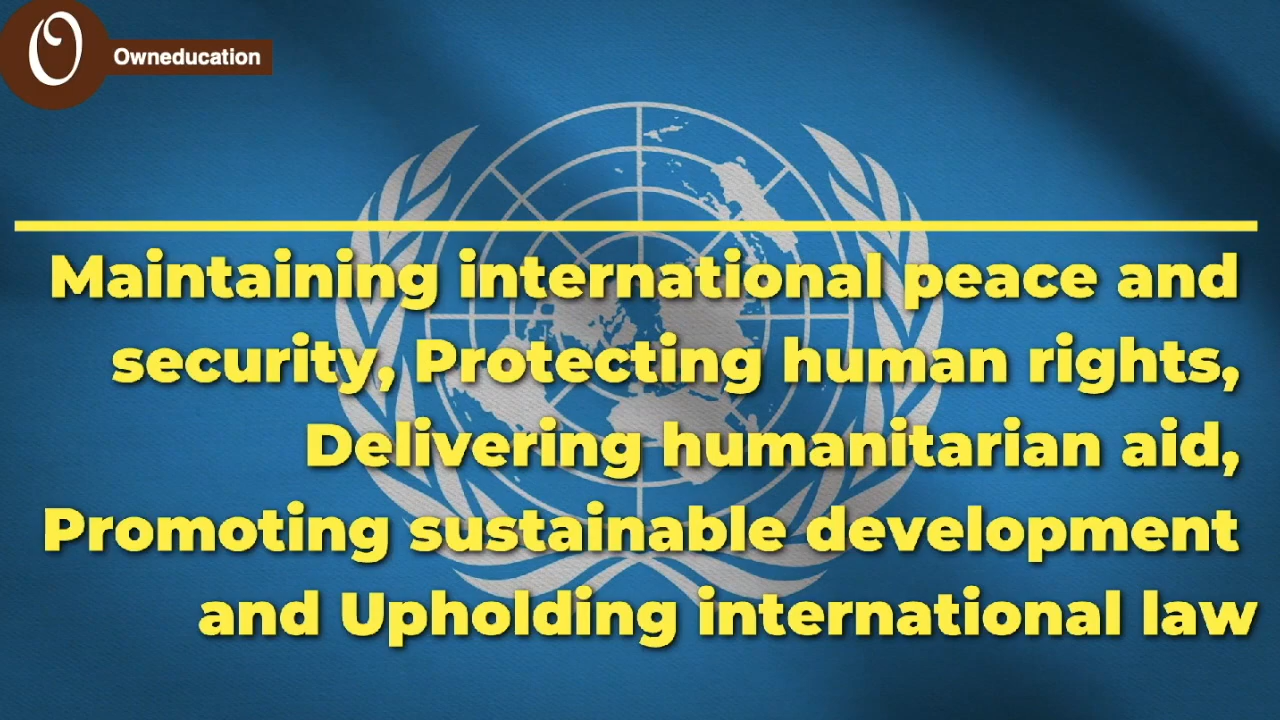 Owneducation
Maintaining international peace and
security, Protecting human rights,
Delivering humanitarian aid,
Promoting sustainable development
and Upholding international law